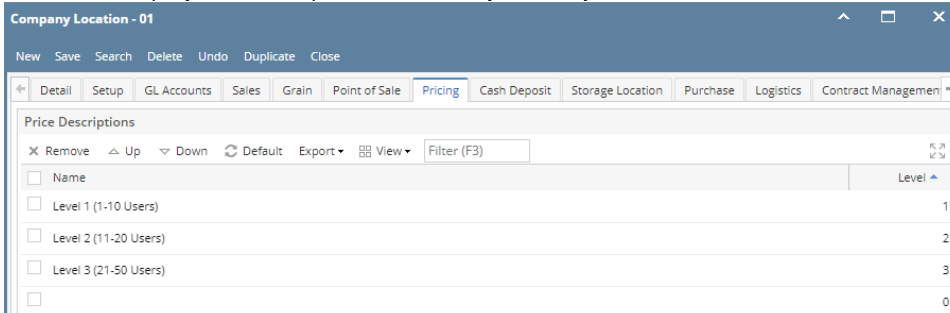 Company Location - 01
New Save Search Delete Undo Duplicate Close
Detail Setup GL Accounts Sales Grain Point of Sale Pricing Cash Deposit Storage Location Purchase Logistics Contract Management
Price Descriptions
Remove Up Down Default Export View Filter (F3)
Name Level
Level 1 (1-10 Users) 1
Level 2 (11-20 Users) 2
Level 3 (21-50 Users) 3
0